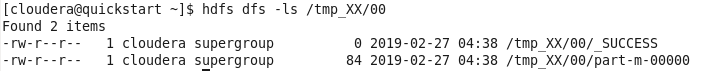 [cloudera@quickstart ~]$ hdfs dfs -ls /tmp_XX/00
Found 2 items
-rw-r--r--   1 cloudera supergroup          0 2019-02-27 04:38 /tmp_XX/00/_SUCCESS
-rw-r--r--   1 cloudera supergroup         84 2019-02-27 04:38 /tmp_XX/00/part-m-00000